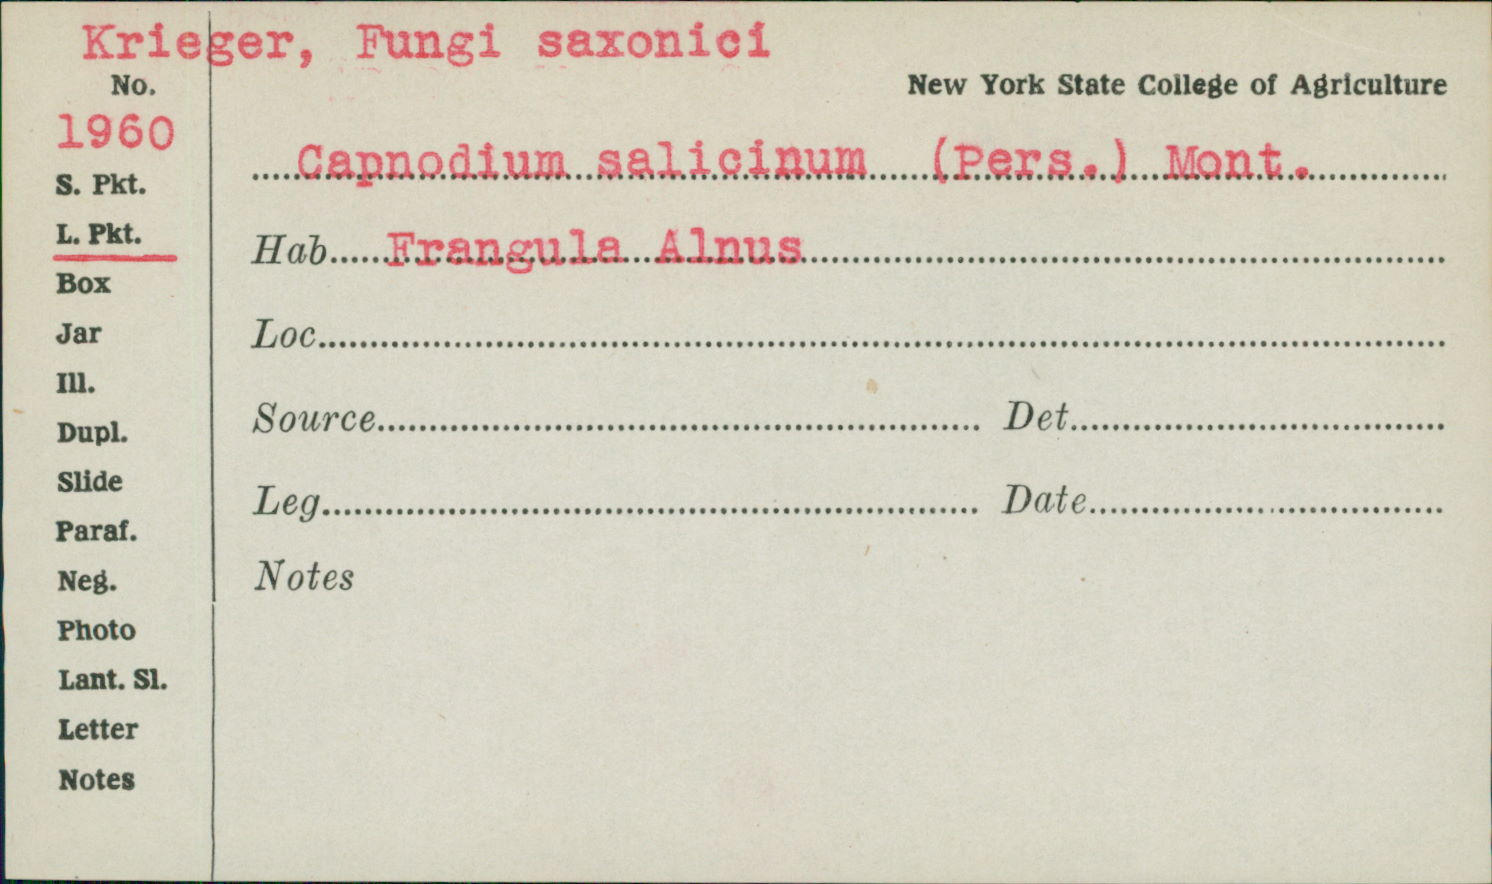 Krieger, Fungi saxonici
No.
New York State College of Agriculture
1960
Capnodium salicinum (Pers.) Mont.
S. Pkt.
L. Pkt.
Hab. Frangula Alnus
Box
Jar
Loc.
Ill.
Dupl.
Source Det.
Slide
Leg. Date
Paraf.
Neg.
Notes
Photo
Lant. Sl.
Letter
Notes